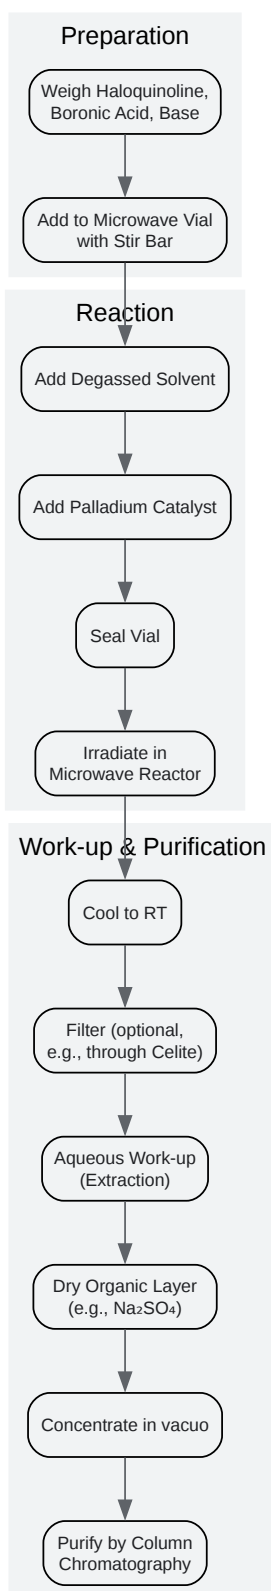 Preparation
Weigh Haloquinoline,
Boronic Acid, Base
Add to Microwave Vial
with Stir Bar
Reaction
Add Degassed Solvent
Add Palladium Catalyst
Seal Vial
Irradiate in
Microwave Reactor
Work-up & Purification
Cool to RT
Filter (optional,
e.g., through Celite)
Aqueous Work-up
(Extraction)
Dry Organic Layer
(e.g., Na₂SO₄)
Concentrate in vacuo
Purify by Column
Chromatography